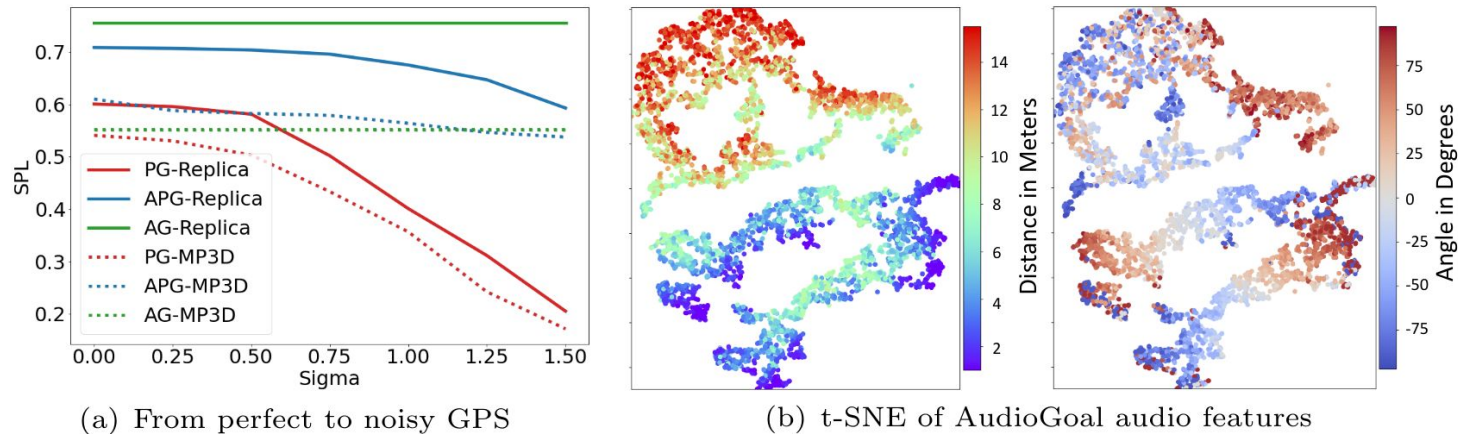 0.7
0.6
0.5
0.4
0.3
0.2
SPL
PG-Replica
APG-Replica
AG-Replica
PG-MP3D
APG-MP3D
AG-MP3D
0.00 0.25 0.50 0.75 1.00 1.25 1.50
Sigma
(a) From perfect to noisy GPS
14
12
10
8
6
4
2
Distance in Meters
75
50
25
0
-25
-50
-75
Angle in Degrees
(b) t-SNE of AudioGoal audio features